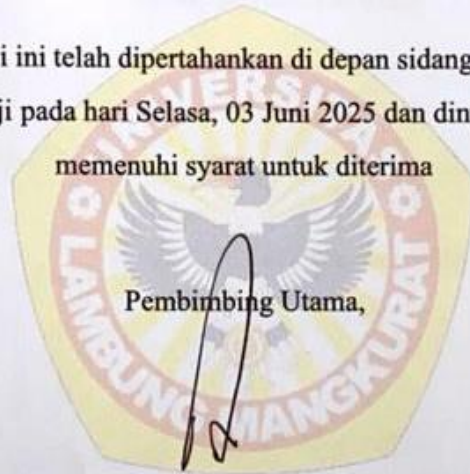 i ini telah dipertahankan di depan sidang
ji pada hari Selasa, 03 Juni 2025 dan din
memenuhi syarat untuk diterima
UNIVERSITAS
LAMBUNG MANGKURAT
Pembimbing Utama,